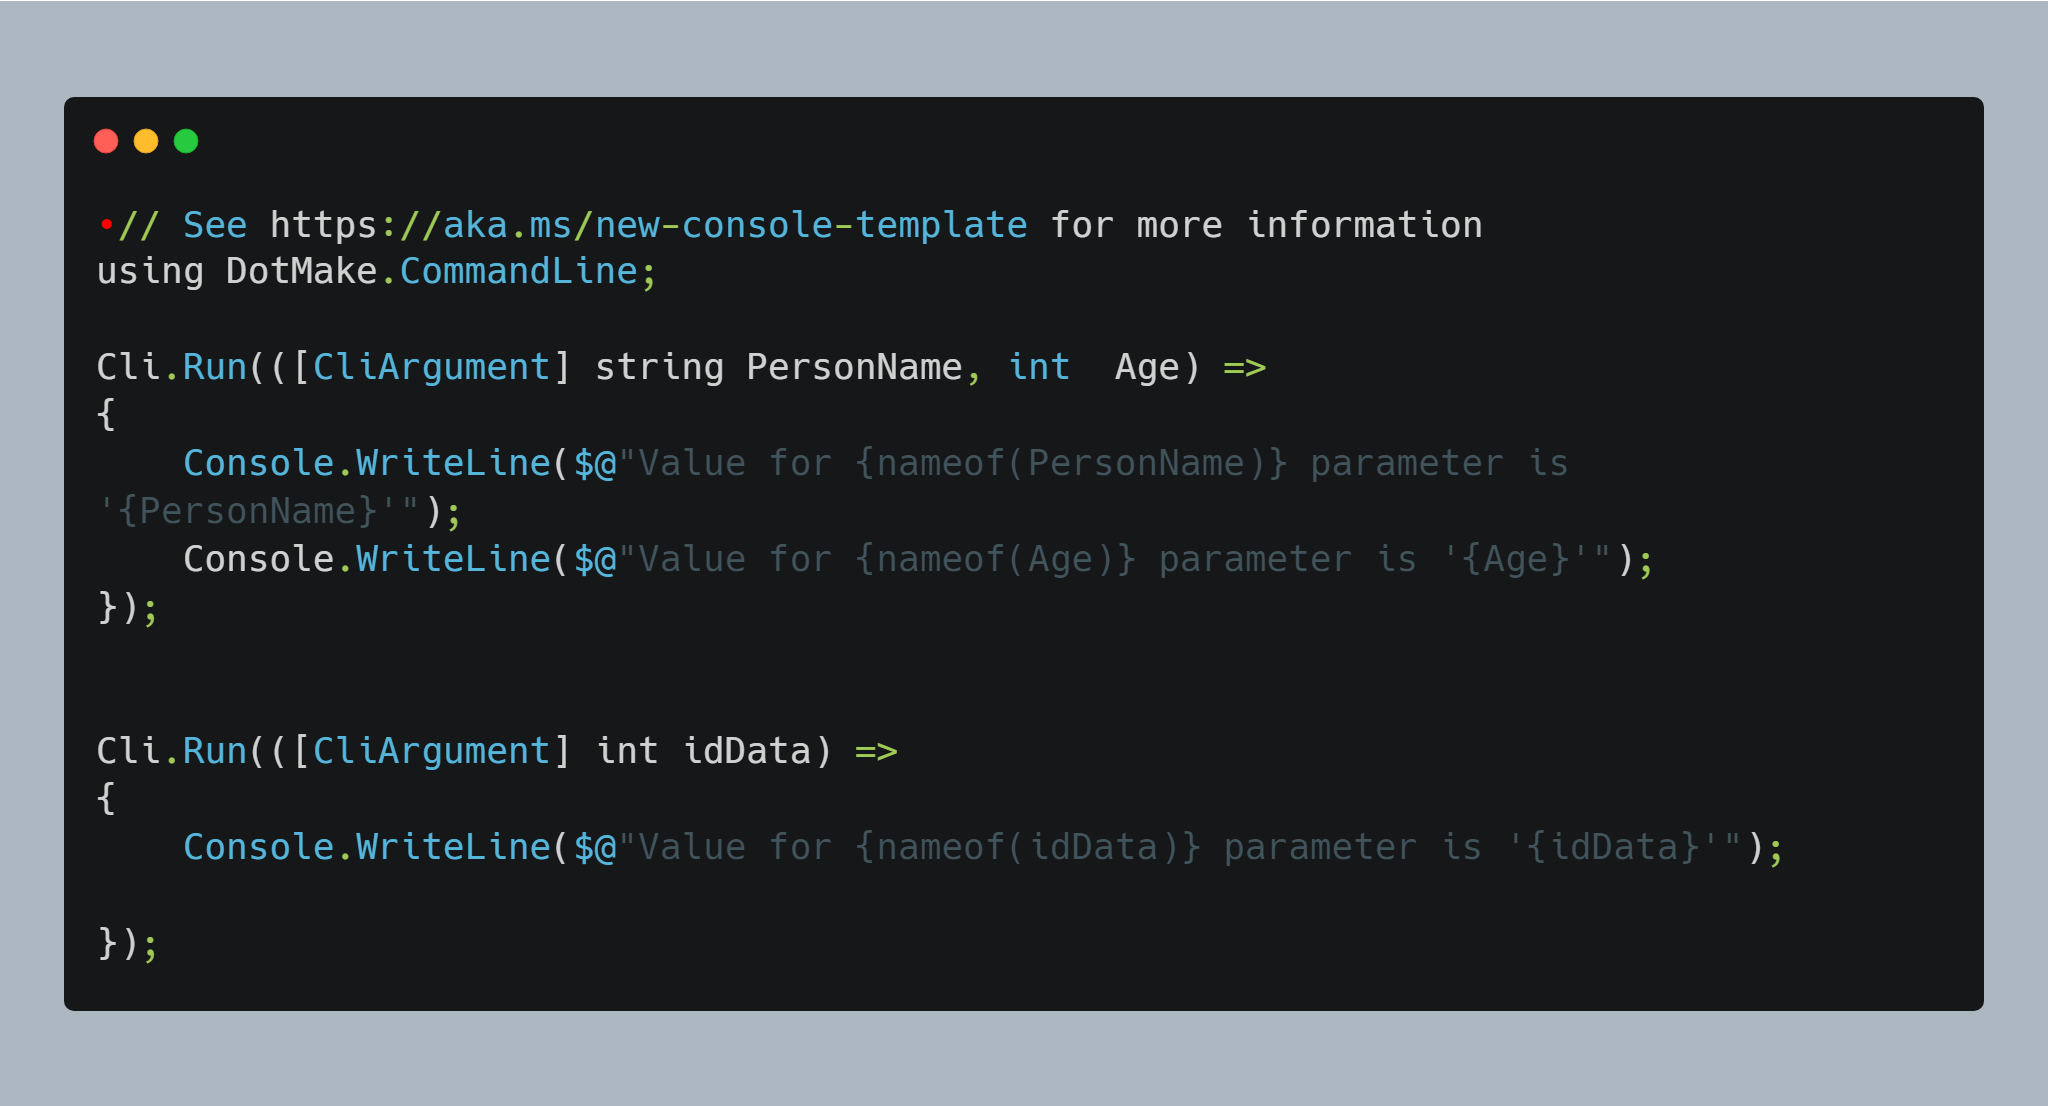 •// See https://aka.ms/new-console-template for more information
using DotMake.CommandLine;
Cli.Run(([CliArgument] string PersonName, int  Age) =>
{
    Console.WriteLine($@"Value for {nameof(PersonName)} parameter is
'{PersonName}'");
    Console.WriteLine($@"Value for {nameof(Age)} parameter is '{Age}'");
});
Cli.Run(([CliArgument] int idData) =>
{
    Console.WriteLine($@"Value for {nameof(idData)} parameter is '{idData}'");
});